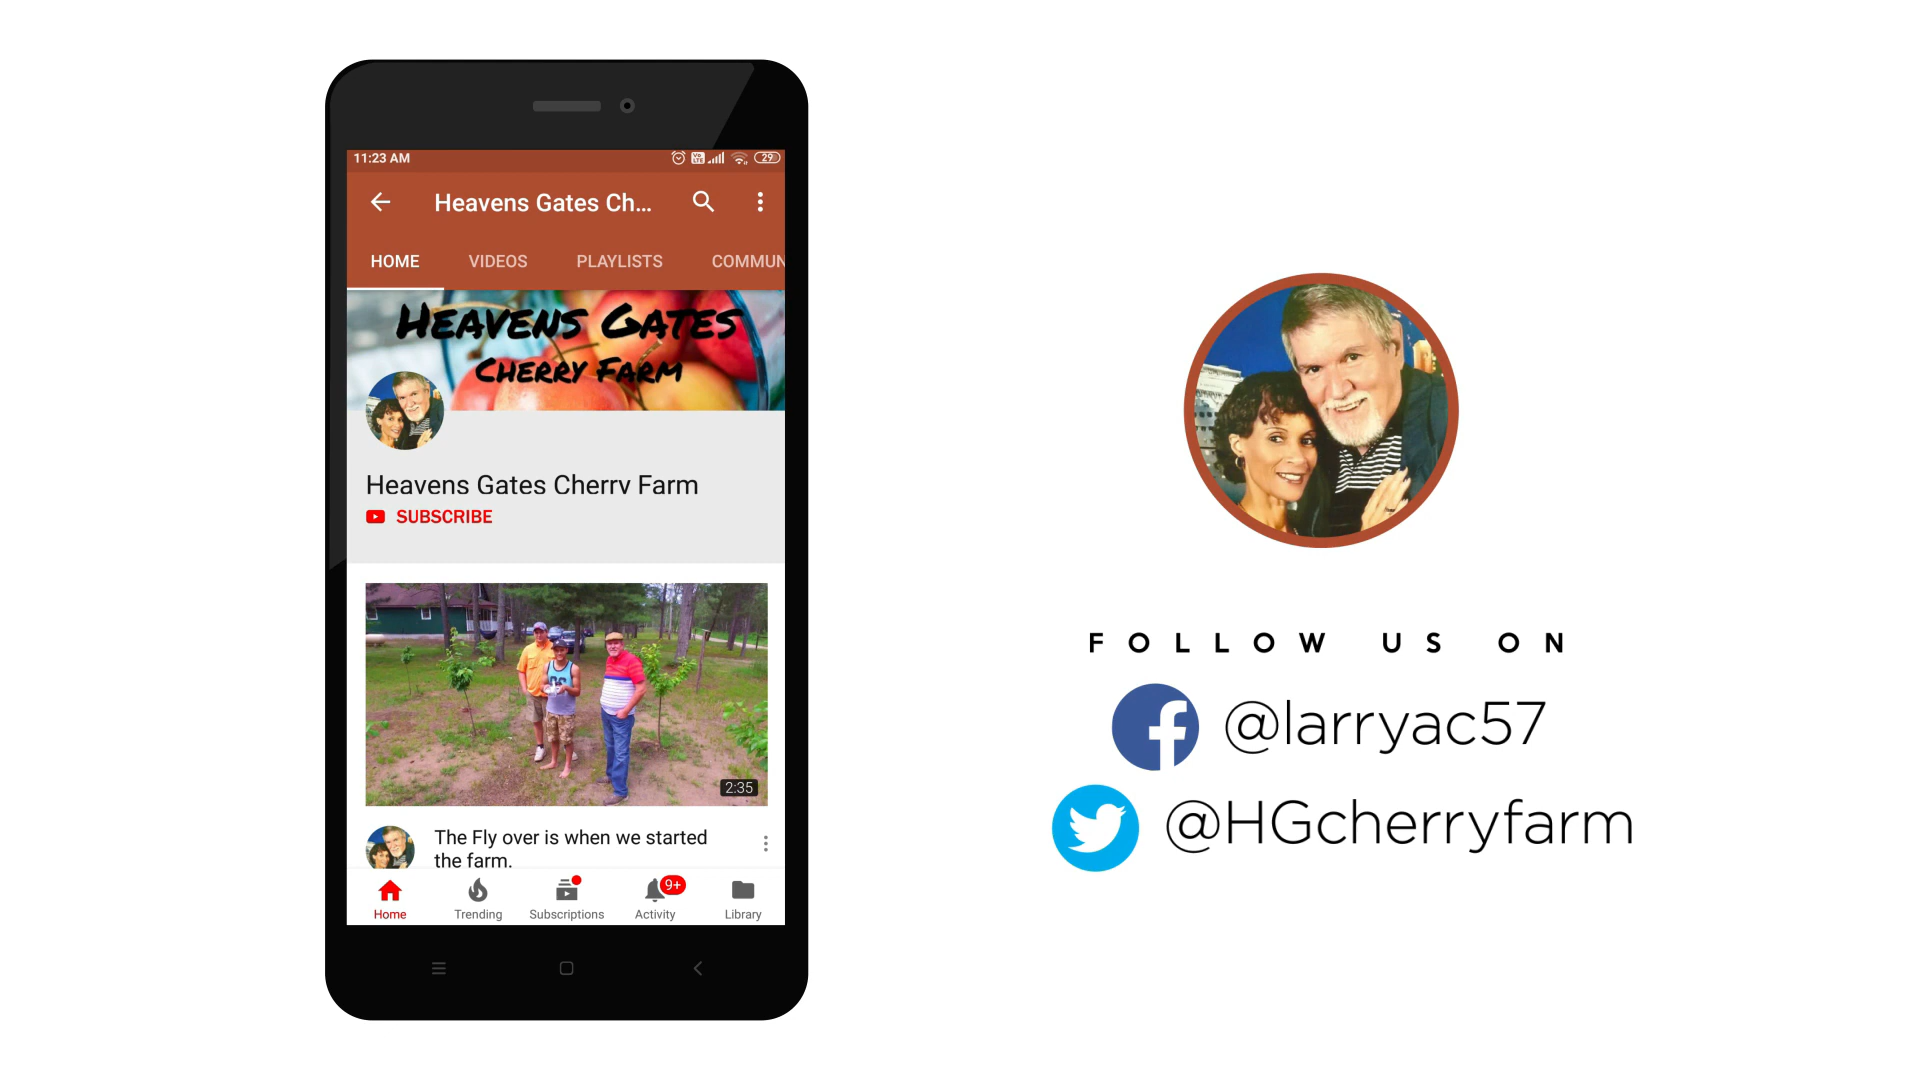 11:23 AM
29
Heavens Gates Ch...
HOME VIDEOS PLAYLISTS COMMUN
HEAVENS GATES
CHERRY FARM
Heavens Gates Cherry Farm
SUBSCRIBE
2:35
The Fly over is when we started
the farm.
9+
Home Trending Subscriptions Activity Library
FOLLOW US ON
@larryac57
@HGcherryfarm